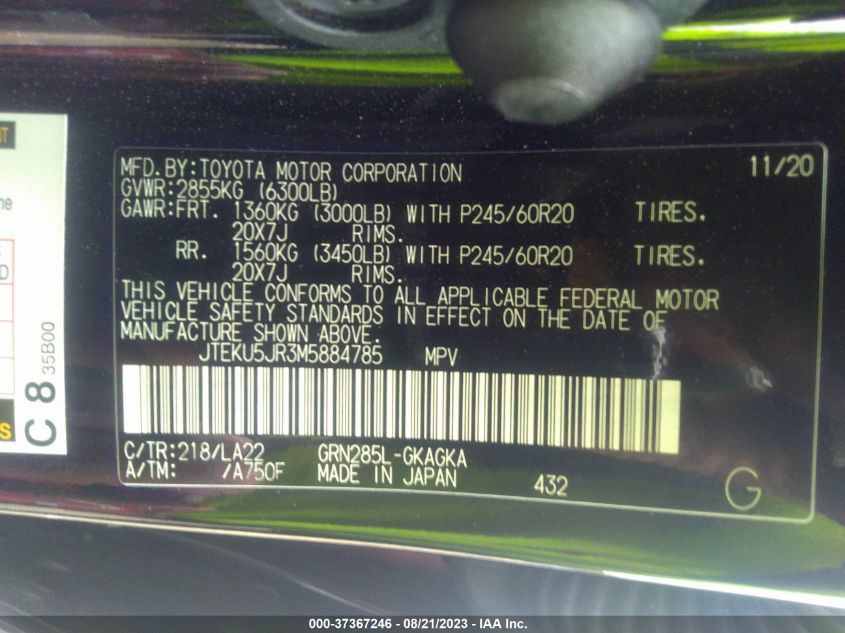 MFD. BY: TOYOTA MOTOR CORPORATION 11/20
GVWR: 2855KG (6300LB)
GAWR: FRT. 1360KG (3000LB) WITH P245/60R20 TIRES.
20X7J RIMS.
RR. 1560KG (3450LB) WITH P245/60R20 TIRES.
20X7J RIMS.
THIS VEHICLE CONFORMS TO ALL APPLICABLE FEDERAL MOTOR
VEHICLE SAFETY STANDARDS IN EFFECT ON THE DATE OF
MANUFACTURE SHOWN ABOVE.
JTEKU5JR3M5884785 MPV
C/TR: 218/LA22 GRN285L-GKAGKA
A/TM: /A750F MADE IN JAPAN 432
G
C 8
35B00
000-37367246 - 08/21/2023 - IAA Inc.